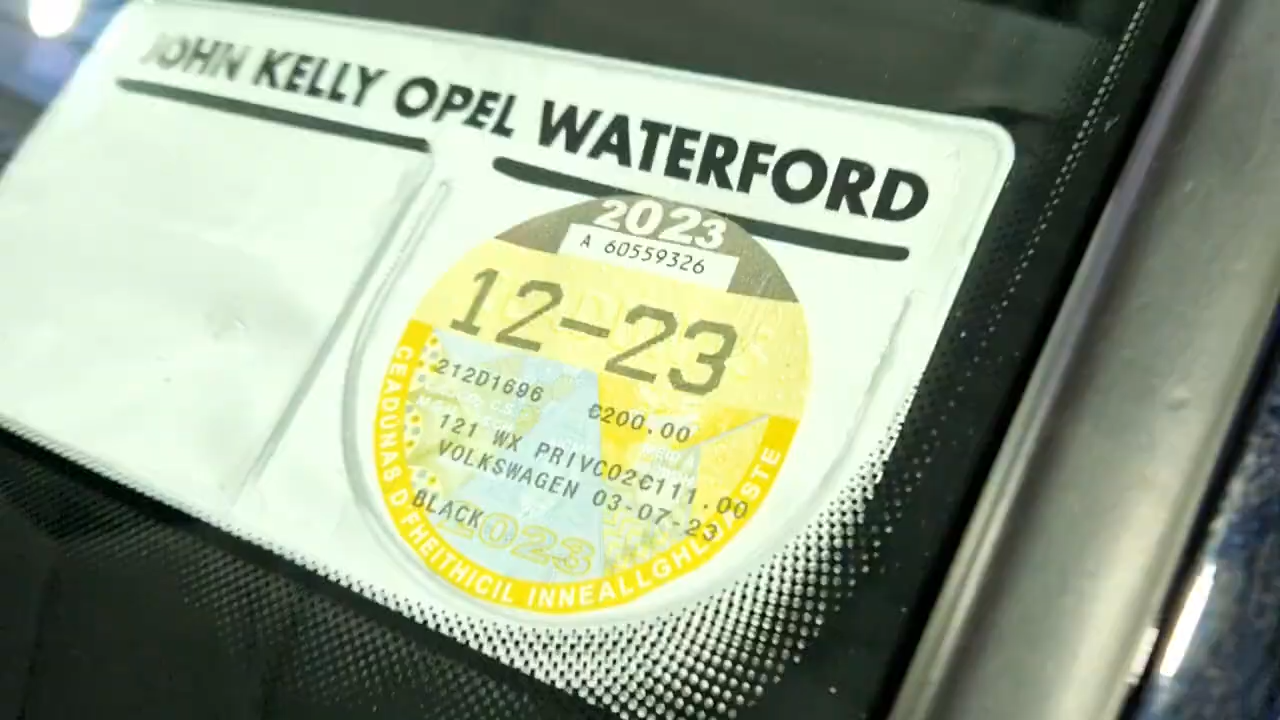 JOHN KELLY OPEL WATERFORD
2023
A 60559326
12-23
212D1696 €200.00
121 WX PRIVC02€111.00
VOLKSWAGEN 03-07-23
BLACK
2023
CEADUNAS D'FHEITHICIL INNEALLGHLUAISTE